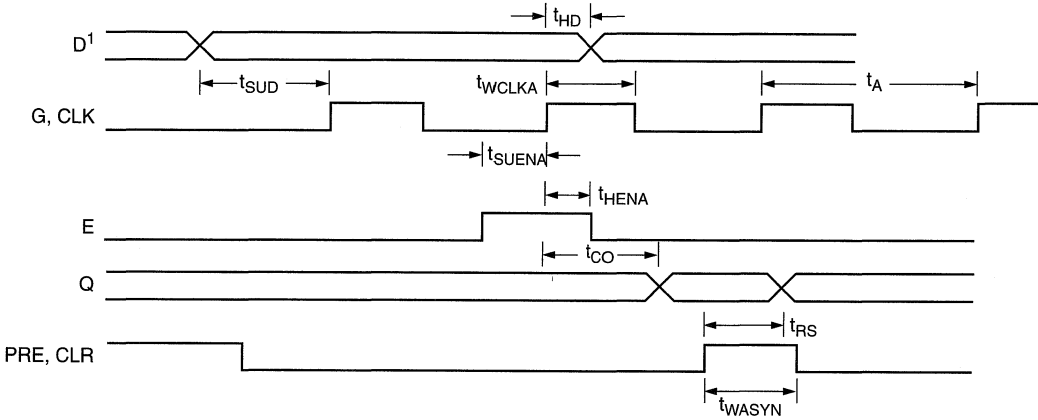 tHD
D¹
tSUD
tWCLKA
tA
G, CLK
tSUENA
tHENA
E
tCO
Q
tRS
PRE, CLR
tWASYN